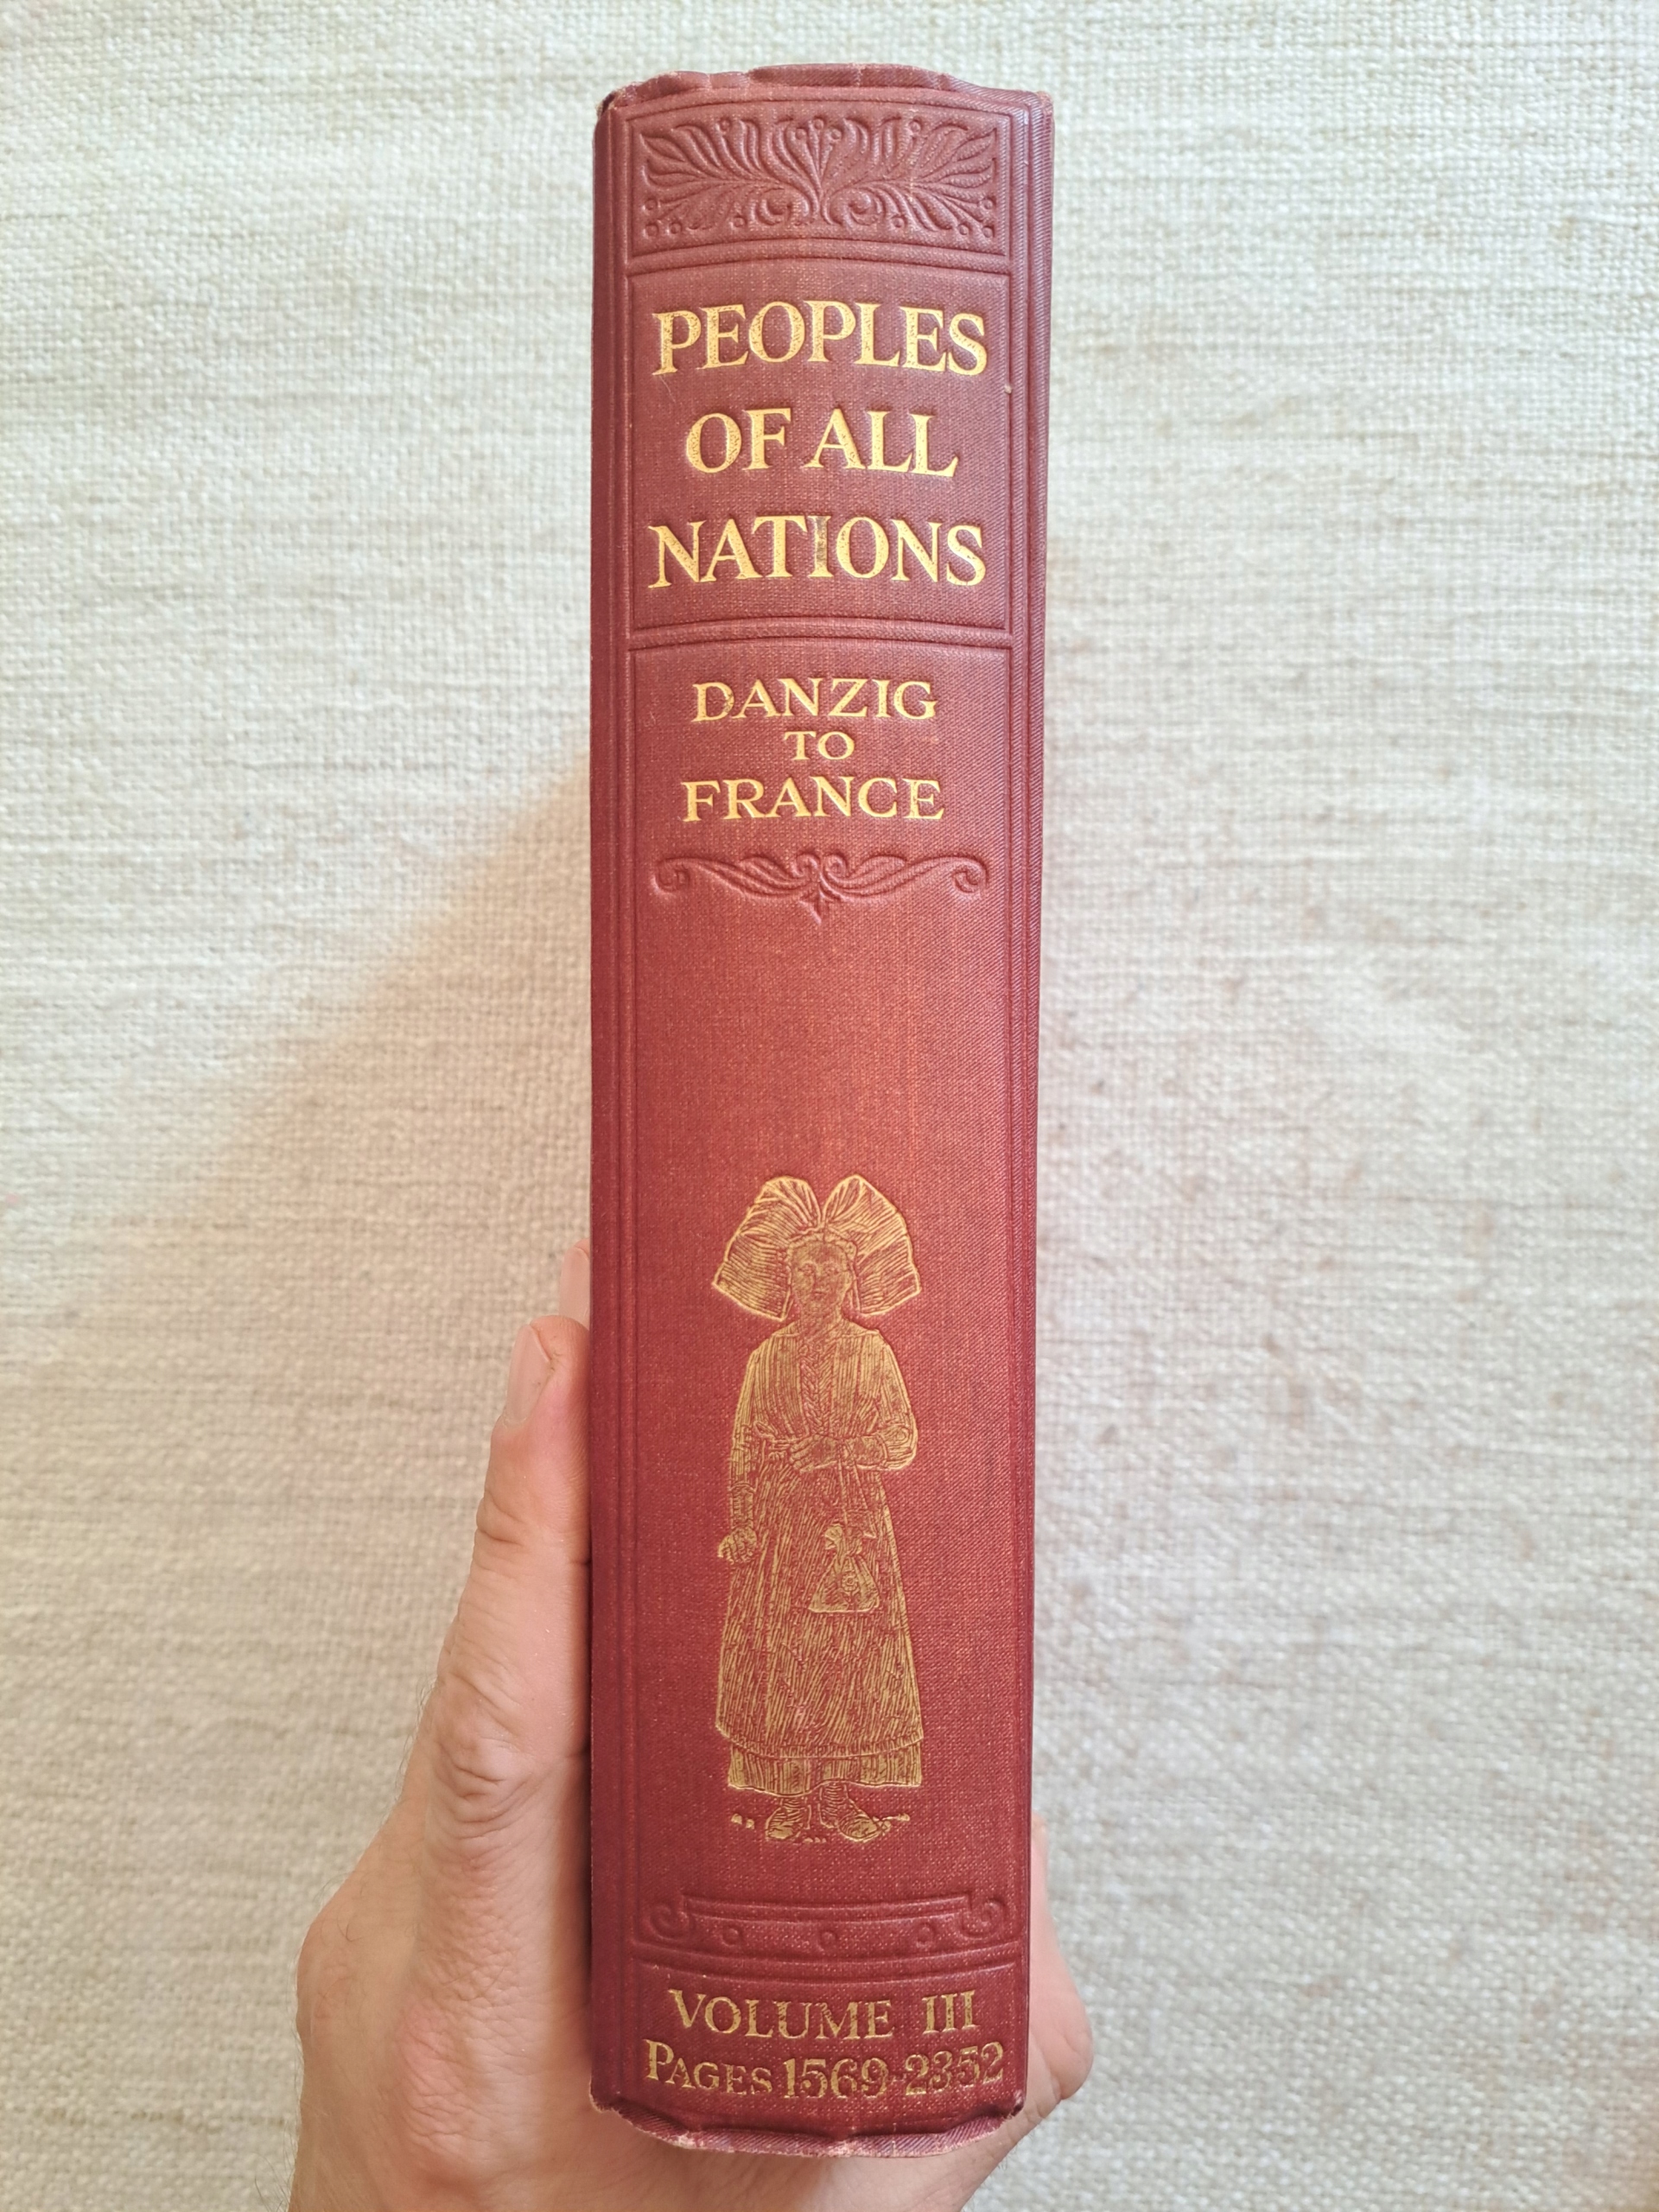 PEOPLES
OF ALL
NATIONS
DANZIG
TO
FRANCE
VOLUME III
PAGES 1569-2352